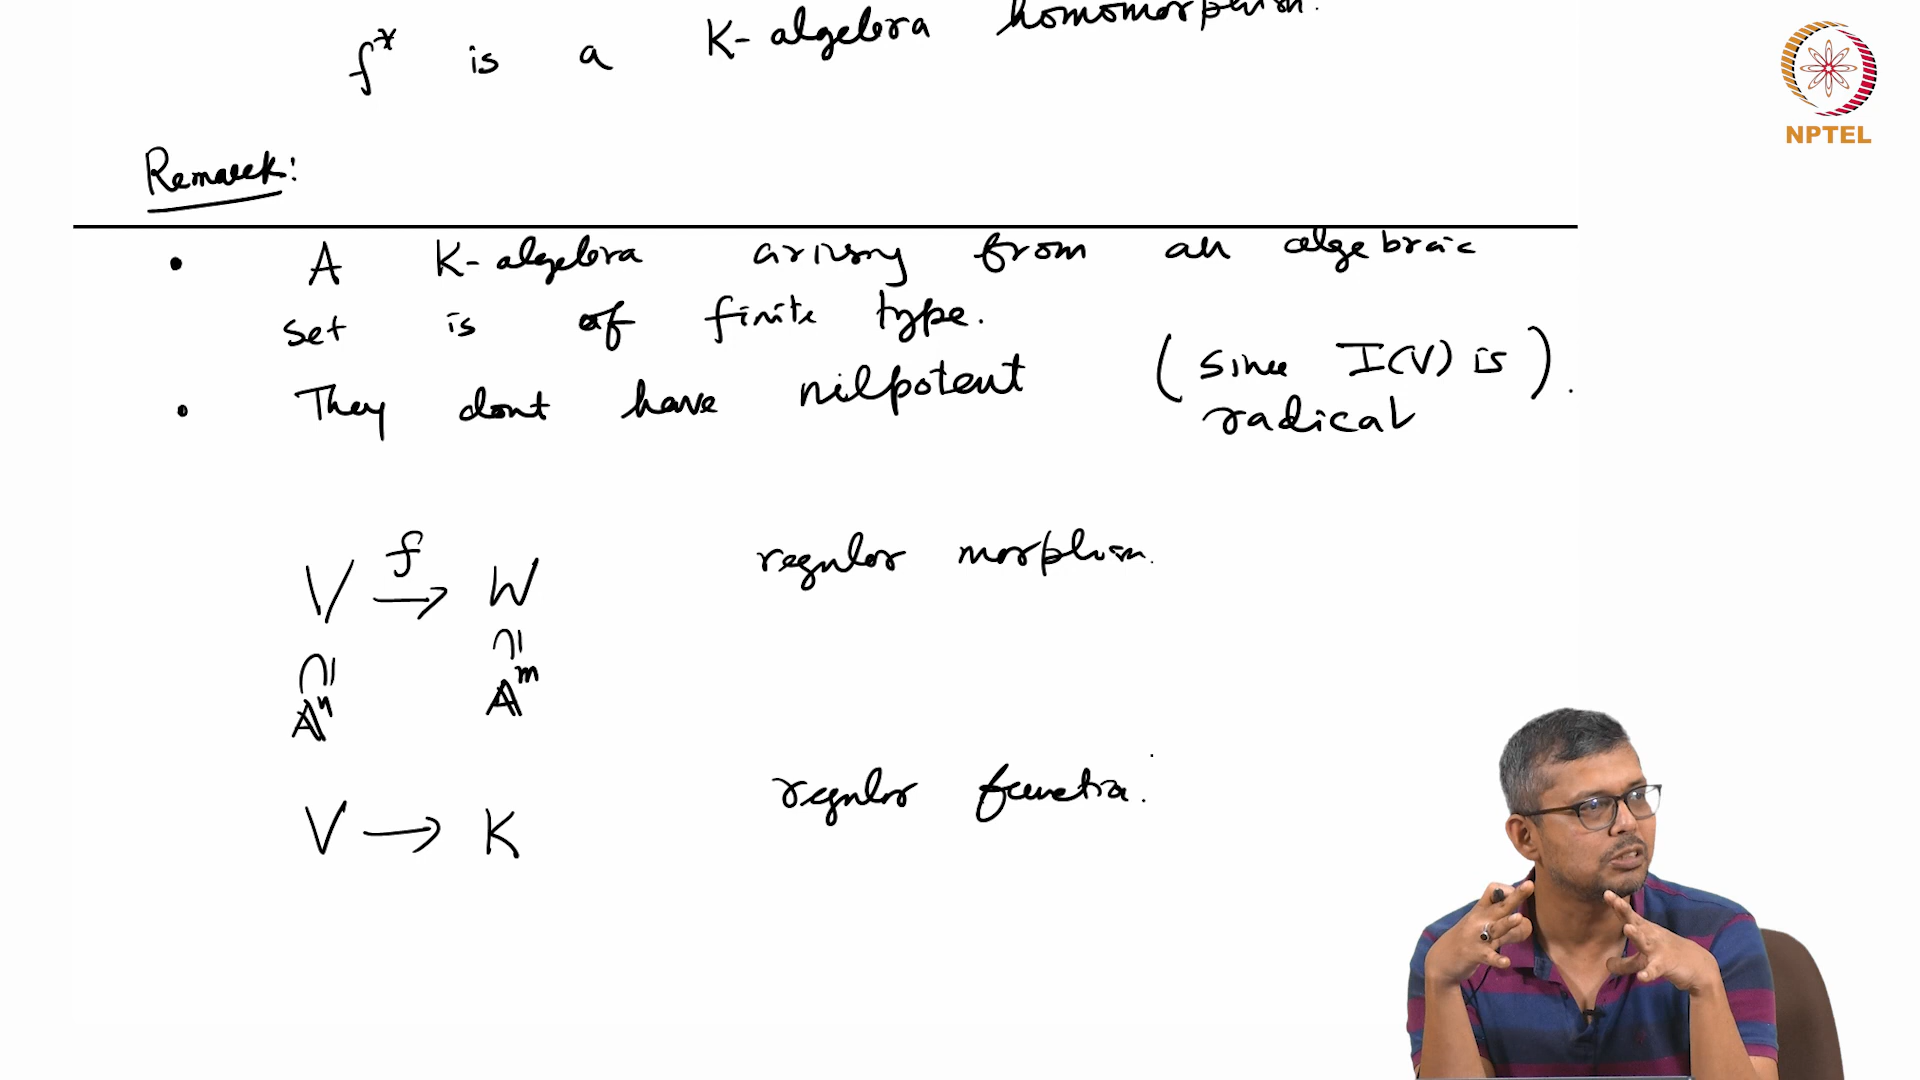 f* is a K-algebra homomorphism.
NPTEL
Remark:
• A K-algebra arising from an algebraic
set is of finite type.
• They dont have nilpotent (since I(V) is radical).
V →f W regular morphism.
⊆ ⊆
𝔸ⁿ 𝔸ᵐ
V → K regular function.